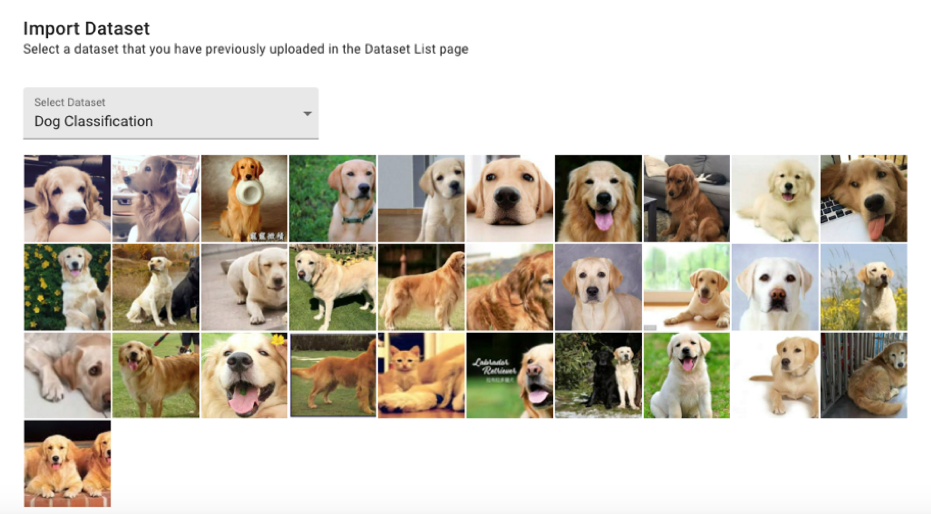 Import Dataset
Select a dataset that you have previously uploaded in the Dataset List page
Select Dataset
Dog Classification
Labrador
Retriever